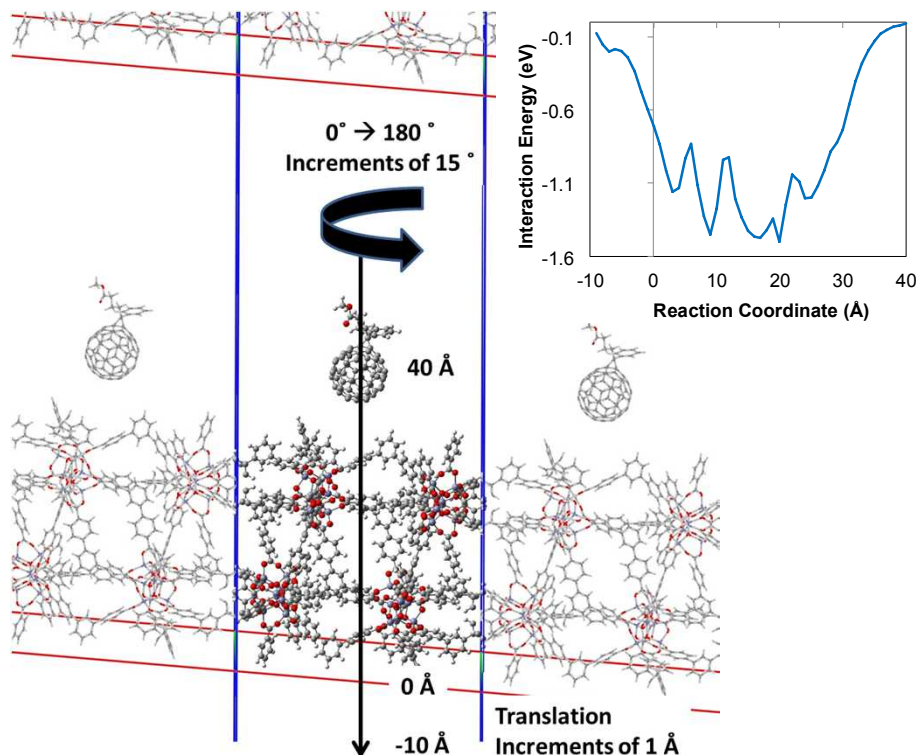 0˚ → 180 ˚
Increments of 15 ˚
40 Å
0 Å
-10 Å
Translation
Increments of 1 Å
Interaction Energy (eV)
-0.1
-0.6
-1.1
-1.6
-10 0 10 20 30 40
Reaction Coordinate (Å)